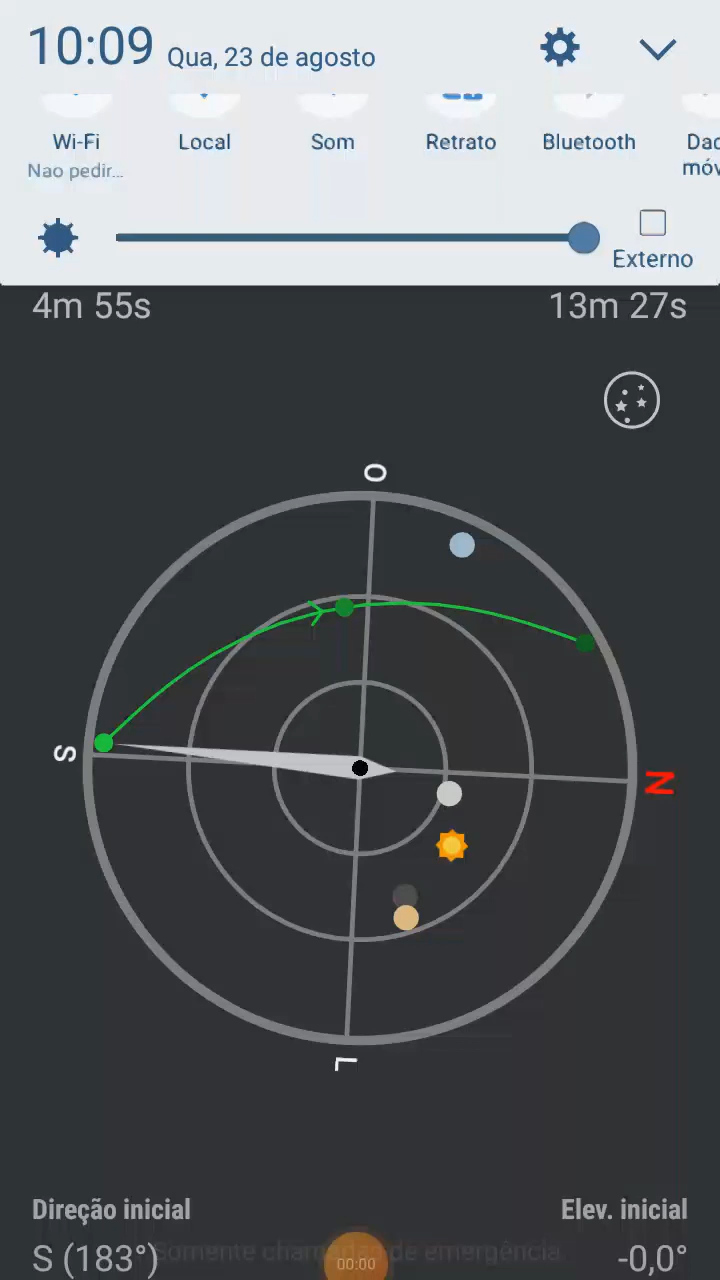 10:09 Qua, 23 de agosto
Wi-Fi Local Som Retrato Bluetooth
Nao pedir...
Externo
4m 55s 13m 27s
O
S
N
L
Direção inicial Elev. inicial
Somente chamadas de emergência.
S (183°) -0,0°
00:00